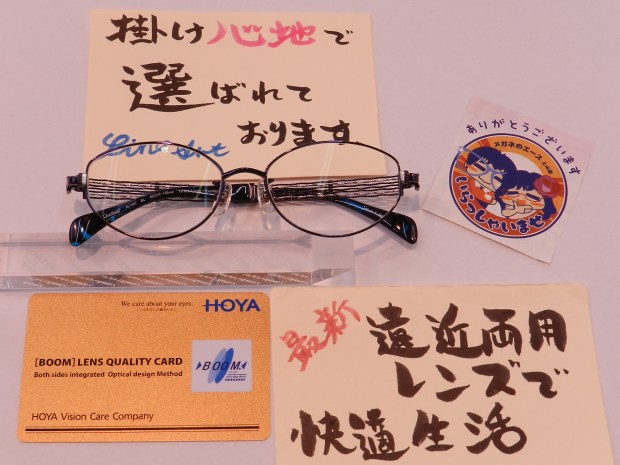 掛け心地で
選ばれて
Line Art
おります
ありがとうございます
メガネのエース
いらっしゃいませ
We care about your eyes.
HOYA
[BOOM] LENS QUALITY CARD
Both sides integrated Optical design Method
BOOM
HOYA Vision Care Company
最新
遠近両用
レンズで
快適生活